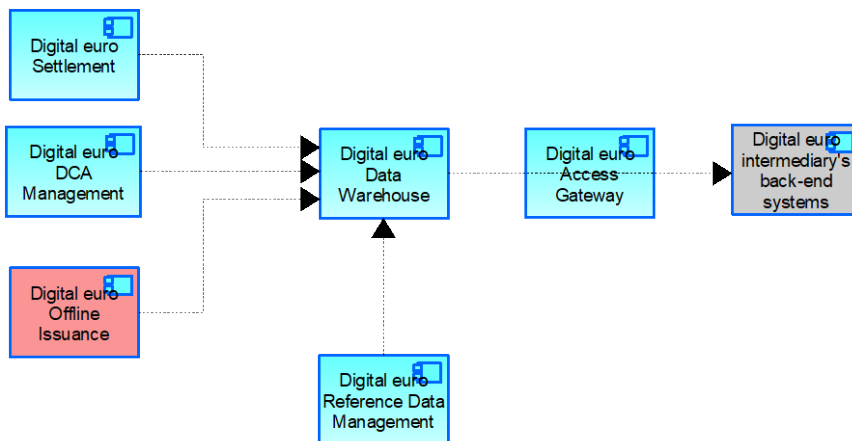 Digital euro
Settlement
Digital euro
DCA
Management
Digital euro
Data
Warehouse
Digital euro
Access
Gateway
Digital euro
intermediary's
back-end
systems
Digital euro
Offline
Issuance
Digital euro
Reference Data
Management